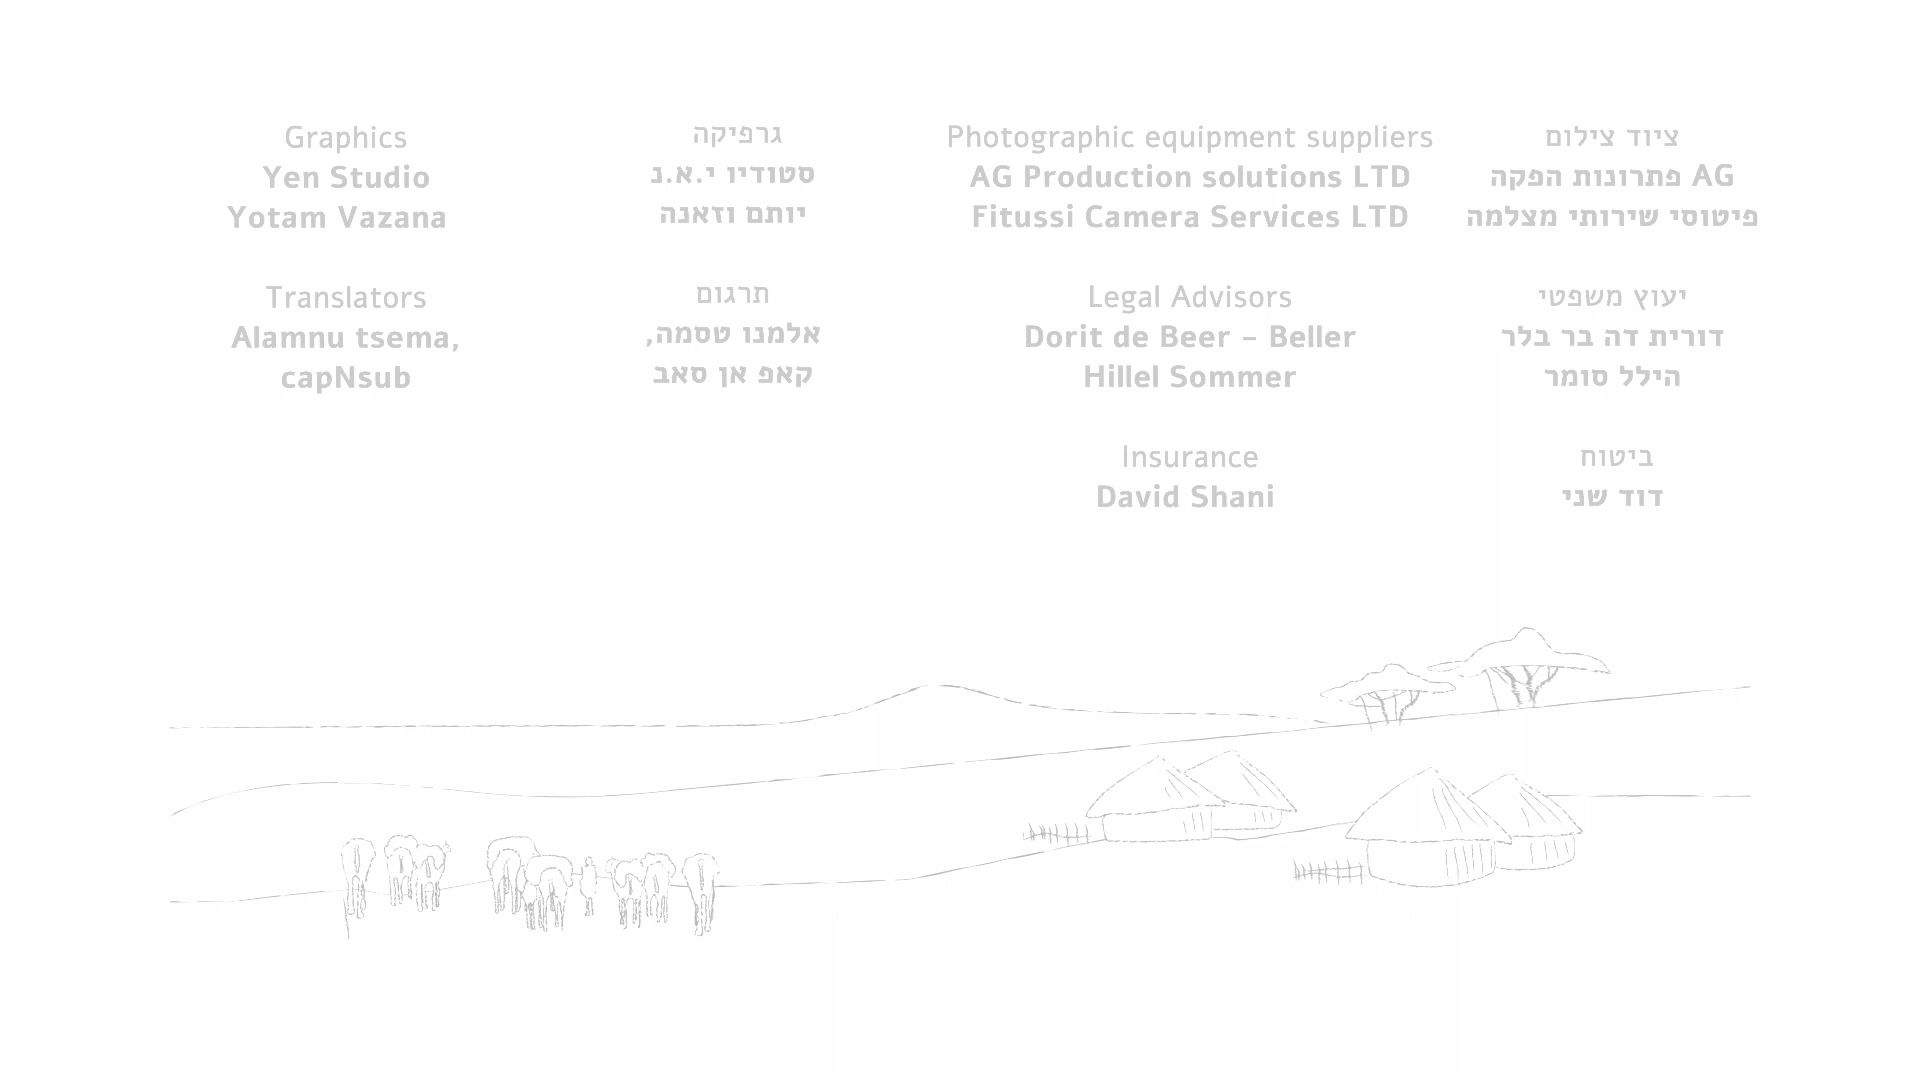 Graphics
Yen Studio
Yotam Vazana
גרפיקה
סטודיו י.א.נ
יותם וזאנה
Translators
Alamnu tsema,
capNsub
תרגום
אלמנו טסמה,
קאפ אן סאב
Photographic equipment suppliers
AG Production solutions LTD
Fitussi Camera Services LTD
ציוד צילום
AG פתרונות הפקה
פיטוסי שירותי מצלמה
Legal Advisors
Dorit de Beer – Beller
Hillel Sommer
יעוץ משפטי
דורית דה בר בלר
הילל סומר
Insurance
David Shani
ביטוח
דוד שני